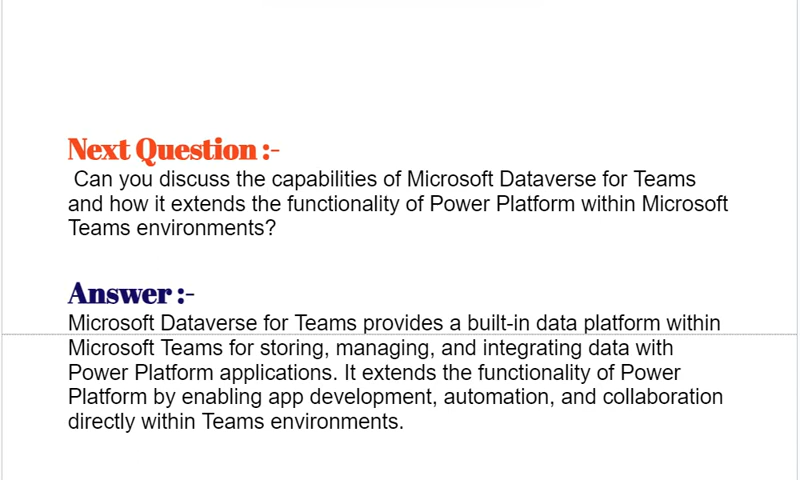 Next Question :-
Can you discuss the capabilities of Microsoft Dataverse for Teams
and how it extends the functionality of Power Platform within Microsoft
Teams environments?
Answer :-
Microsoft Dataverse for Teams provides a built-in data platform within
Microsoft Teams for storing, managing, and integrating data with
Power Platform applications. It extends the functionality of Power
Platform by enabling app development, automation, and collaboration
directly within Teams environments.